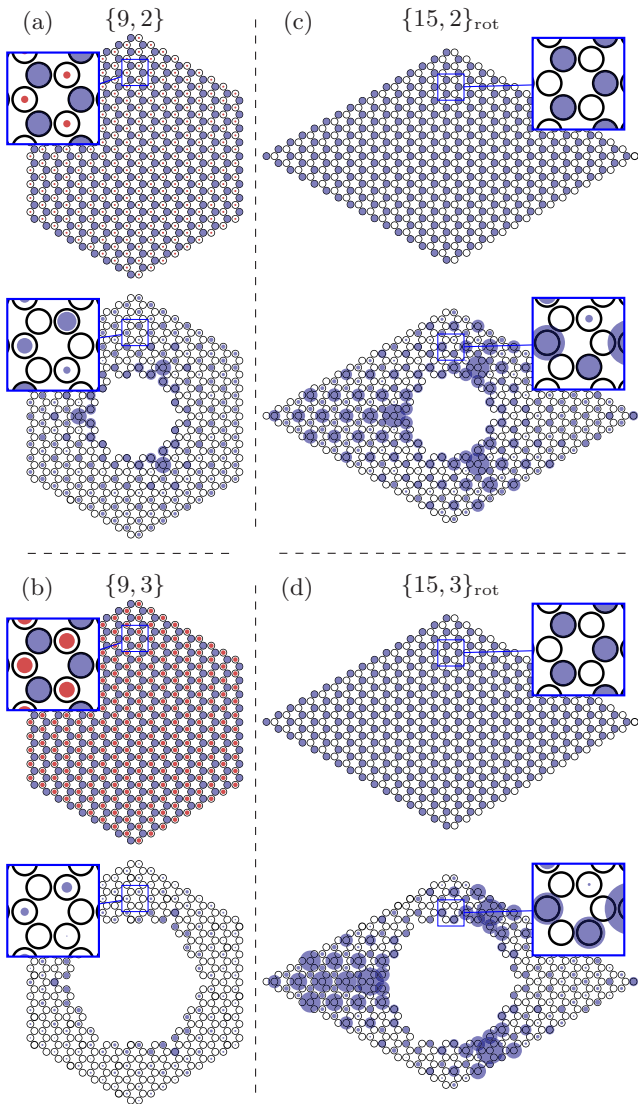 (a) {9, 2}
(c) {15, 2}rot
(b) {9, 3}
(d) {15, 3}rot